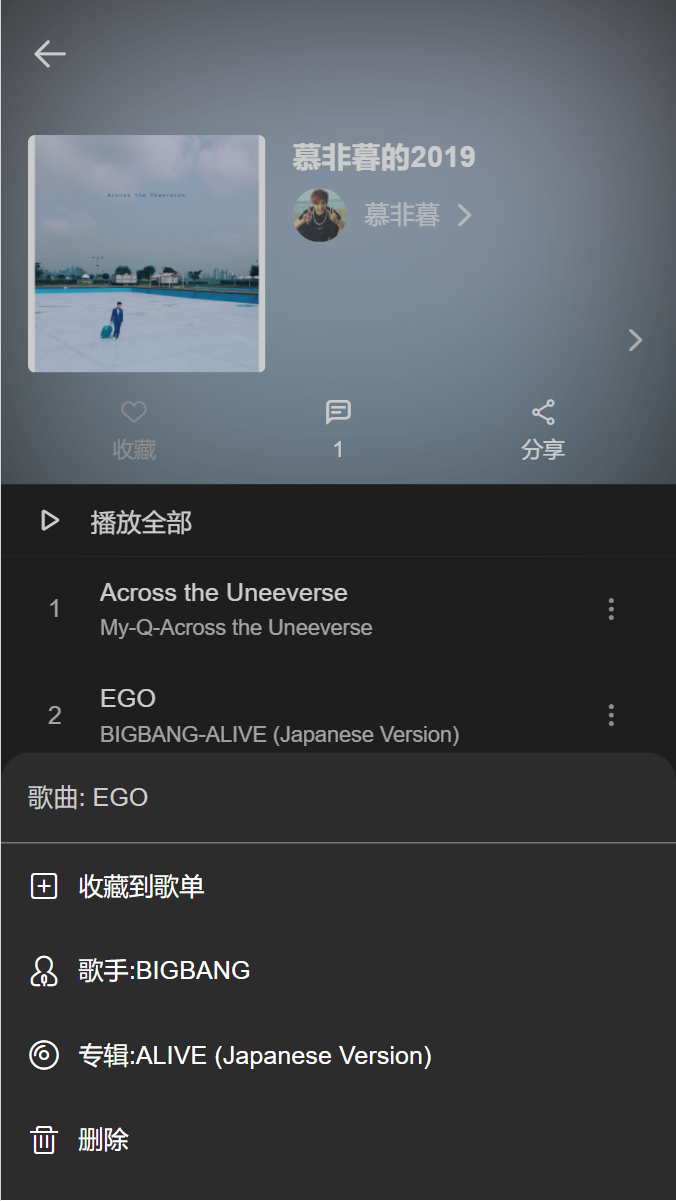 慕非暮的2019
Across the Uneeverse
慕非暮
收藏
1
分享
播放全部
1
Across the Uneeverse
My-Q-Across the Uneeverse
2
EGO
BIGBANG-ALIVE (Japanese Version)
歌曲: EGO
收藏到歌单
歌手:BIGBANG
专辑:ALIVE (Japanese Version)
删除